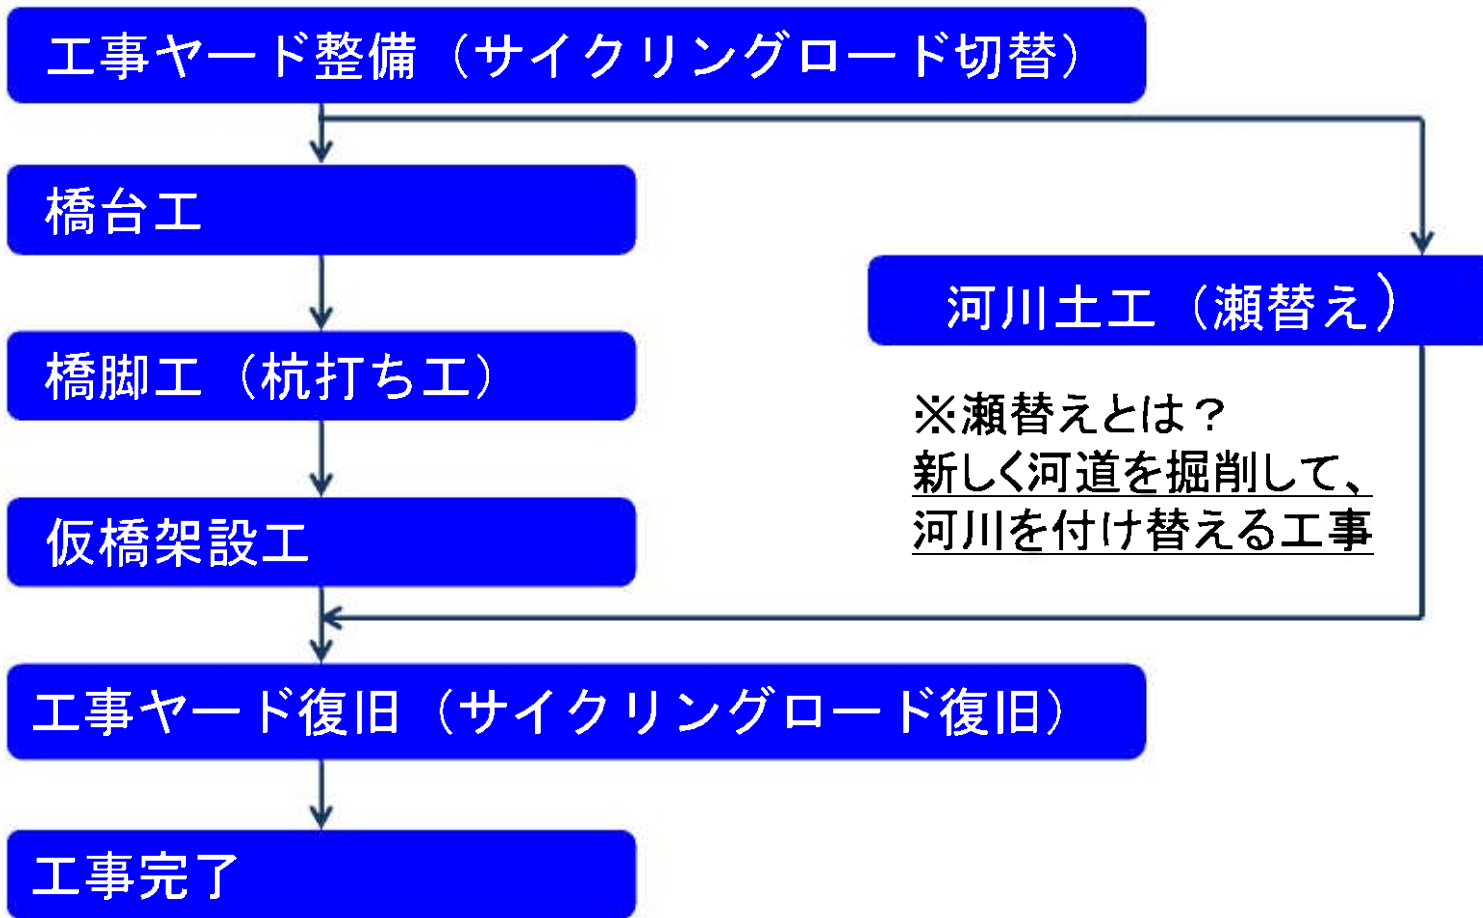 工事ヤード整備（サイクリングロード切替）
橋台工
橋脚工（杭打ち工）
仮橋架設工
河川土工（瀬替え）
※瀬替えとは？
新しく河道を掘削して、
河川を付け替える工事
工事ヤード復旧（サイクリングロード復旧）
工事完了